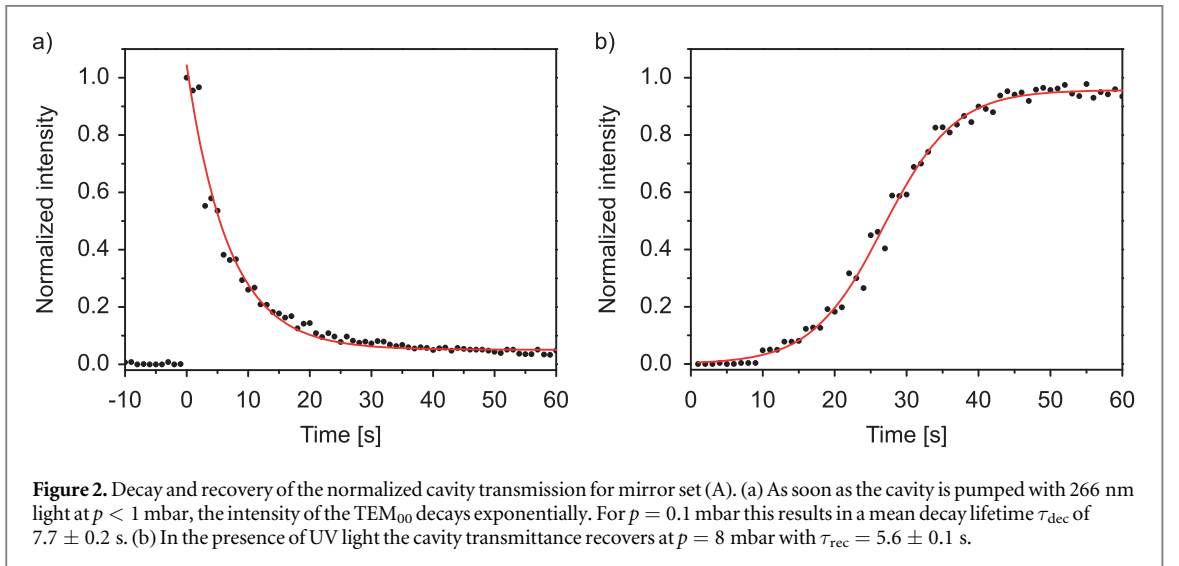 a)
1.0
0.8
0.6
0.4
0.2
0.0
Normalized intensity
-10 0 10 20 30 40 50 60
Time [s]
b)
1.0
0.8
0.6
0.4
0.2
0.0
Normalized intensity
0 10 20 30 40 50 60
Time [s]
Figure 2. Decay and recovery of the normalized cavity transmission for mirror set (A). (a) As soon as the cavity is pumped with 266 nm
light at p < 1 mbar, the intensity of the TEM₀₀ decays exponentially. For p = 0.1 mbar this results in a mean decay lifetime τdec of
7.7 ± 0.2 s. (b) In the presence of UV light the cavity transmittance recovers at p = 8 mbar with τrec = 5.6 ± 0.1 s.